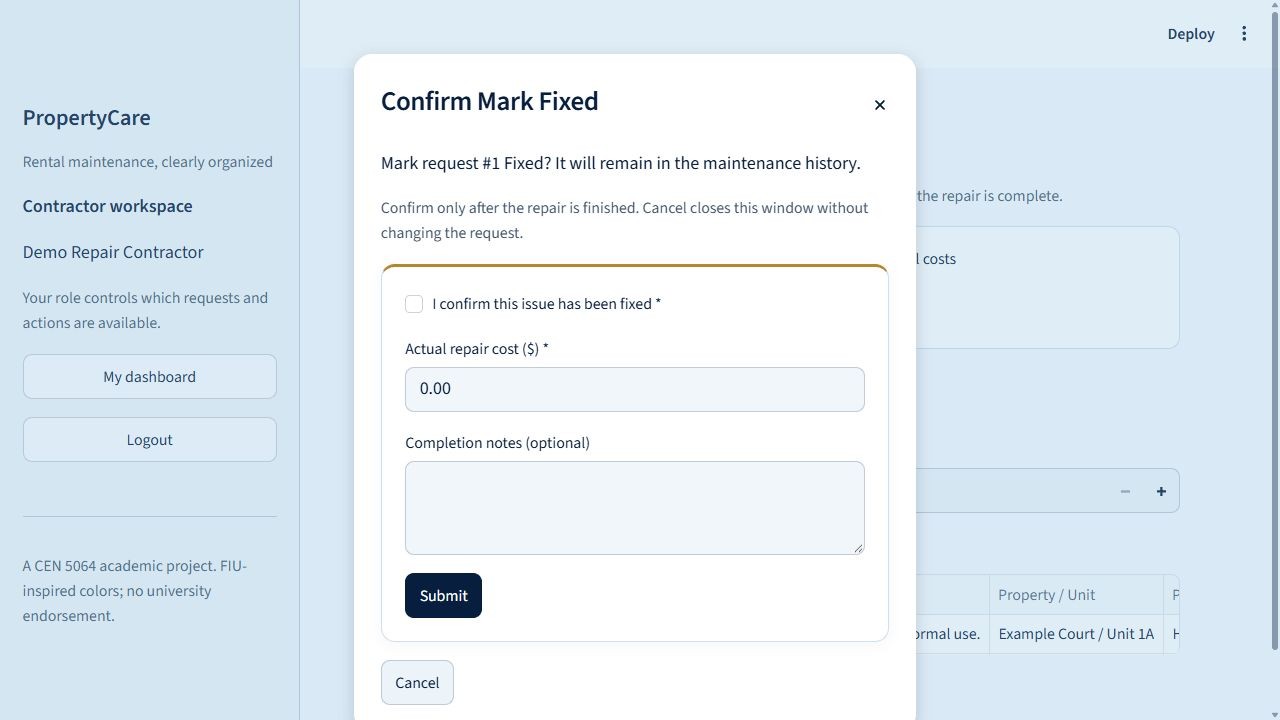 Deploy
PropertyCare
Rental maintenance, clearly organized
Contractor workspace
Demo Repair Contractor
Your role controls which requests and
actions are available.
My dashboard
Logout
A CEN 5064 academic project. FIU-
inspired colors; no university
endorsement.
Confirm Mark Fixed
Mark request #1 Fixed? It will remain in the maintenance history.
Confirm only after the repair is finished. Cancel closes this window without
changing the request.
I confirm this issue has been fixed *
Actual repair cost ($) *
0.00
Completion notes (optional)
Submit
Cancel
the repair is complete.
costs
Property / Unit
use.
Example Court / Unit 1A